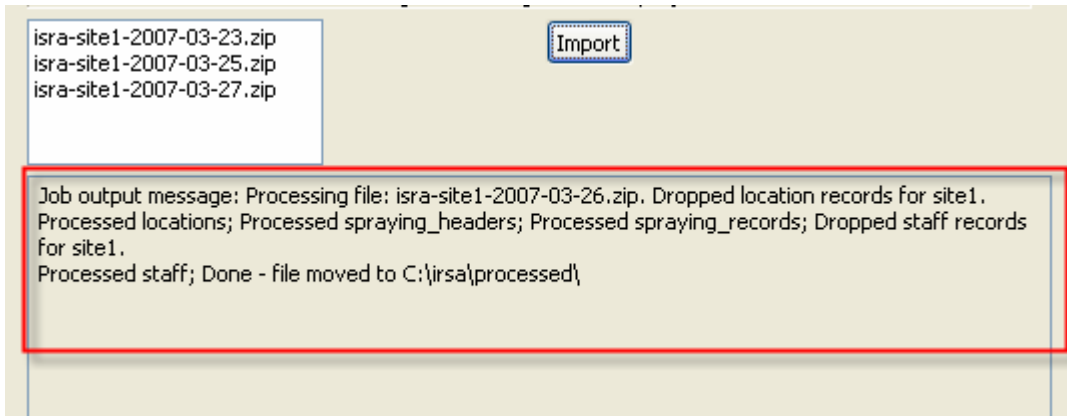 isra-site1-2007-03-23.zip
isra-site1-2007-03-25.zip
isra-site1-2007-03-27.zip
Import
Job output message: Processing file: isra-site1-2007-03-26.zip. Dropped location records for site1.
Processed locations; Processed spraying_headers; Processed spraying_records; Dropped staff records
for site1.
Processed staff; Done - file moved to C:\irsa\processed\